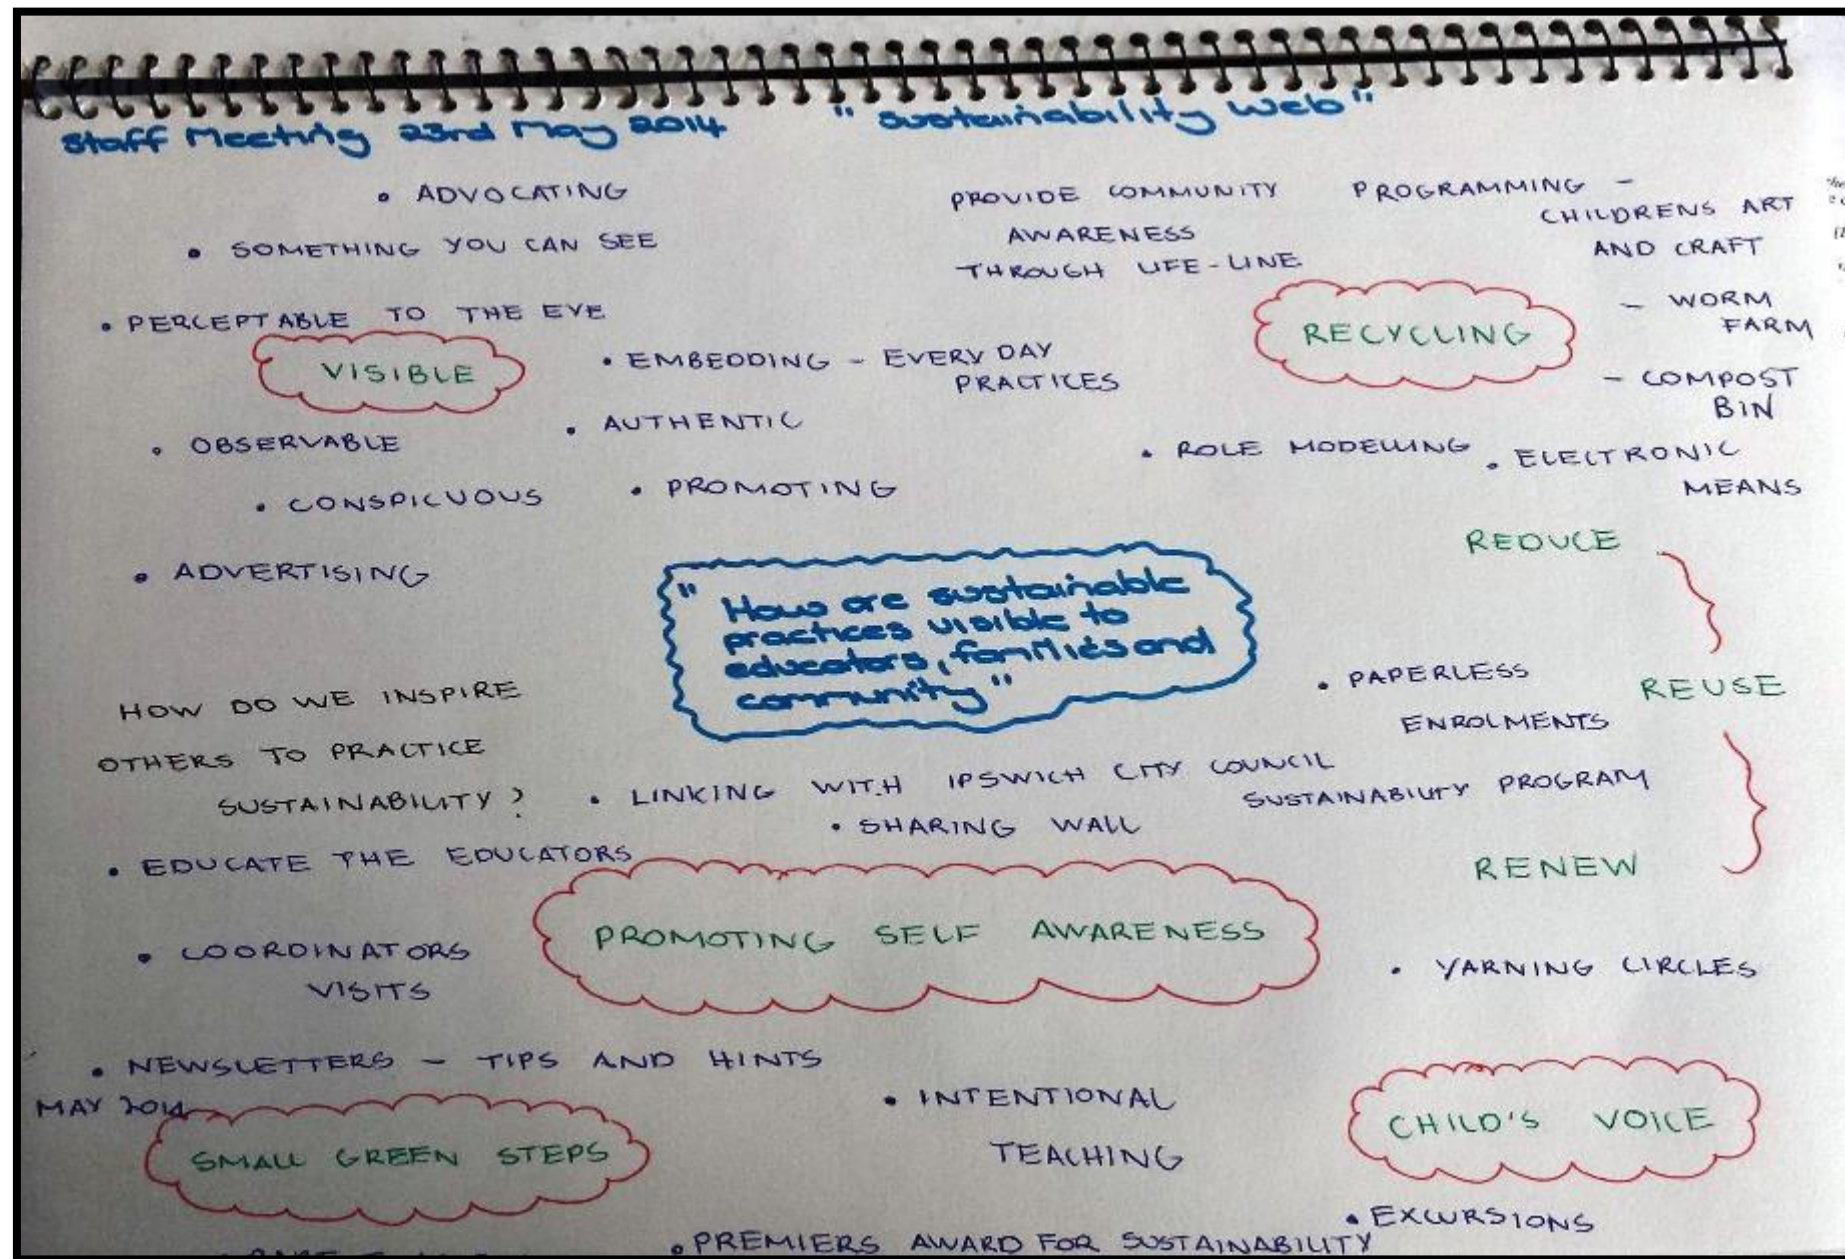 Staff Meeting 23rd May 2014 "Sustainability Web"
• ADVOCATING
• SOMETHING YOU CAN SEE
• PERCEPTABLE TO THE EYE
VISIBLE
• OBSERVABLE
• CONSPICUOUS
• ADVERTISING
• EMBEDDING - EVERY DAY
PRACTICES
• AUTHENTIC
• PROMOTING
PROVIDE COMMUNITY
AWARENESS
THROUGH LIFE-LINE
PROGRAMMING -
CHILDRENS ART
AND CRAFT
- WORM
FARM
- COMPOST
BIN
RECYCLING
• ROLE MODELLING
• ELECTRONIC
MEANS
REDUCE
REUSE
RENEW
"How are sustainable
practices visible to
educators, families and
community"
• PAPERLESS
ENROLMENTS
HOW DO WE INSPIRE
OTHERS TO PRACTICE
SUSTAINABILITY?
• LINKING WITH IPSWICH CITY COUNCIL
SUSTAINABILITY PROGRAM
• SHARING WALL
• EDUCATE THE EDUCATORS
PROMOTING SELF AWARENESS
• COORDINATORS
VISITS
• YARNING CIRCLES
• NEWSLETTERS - TIPS AND HINTS
MAY 2014
SMALL GREEN STEPS
• INTENTIONAL
TEACHING
CHILD'S VOICE
• EXCURSIONS
• PREMIERS AWARD FOR SUSTAINABILITY